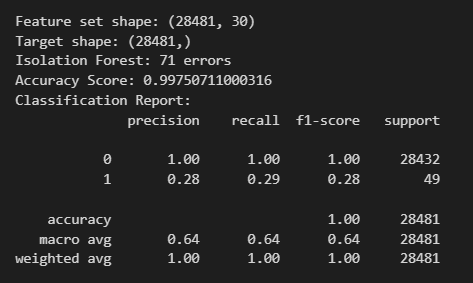 Feature set shape: (28481, 30)
Target shape: (28481,)
Isolation Forest: 71 errors
Accuracy Score: 0.99750711000316
Classification Report:
precision recall f1-score support
0 1.00 1.00 1.00 28432
1 0.28 0.29 0.28 49
accuracy 1.00 28481
macro avg 0.64 0.64 0.64 28481
weighted avg 1.00 1.00 1.00 28481